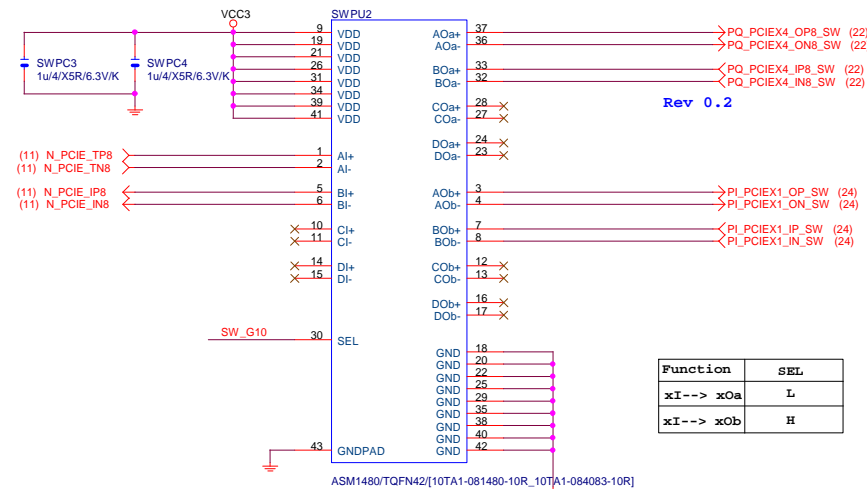 VCC3
SWPU2
SWPC3
1u/4/X5R/6.3V/K
SWPC4
1u/4/X5R/6.3V/K
9 VDD
19 VDD
21 VDD
26 VDD
31 VDD
34 VDD
39 VDD
41 VDD
(11) N_PCIE_TP8 1 AI+
(11) N_PCIE_TN8 2 AI-
(11) N_PCIE_IP8 5 BI+
(11) N_PCIE_IN8 6 BI-
10 CI+
11 CI-
14 DI+
15 DI-
SW_G10 30 SEL
43 GNDPAD
AOa+ 37 PQ_PCIEX4_OP8_SW (22)
AOa- 36 PQ_PCIEX4_ON8_SW (22
BOa+ 33 PQ_PCIEX4_IP8_SW (22)
BOa- 32 PQ_PCIEX4_IN8_SW (22)
Rev 0.2
COa+ 28
COa- 27
DOa+ 24
DOa- 23
AOb+ 3 PI_PCIEX1_OP_SW (24)
AOb- 4 PI_PCIEX1_ON_SW (24)
BOb+ 7 PI_PCIEX1_IP_SW (24)
BOb- 8 PI_PCIEX1_IN_SW (24)
COb+ 12
COb- 13
DOb+ 16
DOb- 17
GND 18
GND 20
GND 22
GND 25
GND 29
GND 35
GND 38
GND 40
GND 42
Function SEL
xI--> xOa L
xI--> xOb H
ASM1480/TQFN42/[10TA1-081480-10R_10TA1-084083-10R]